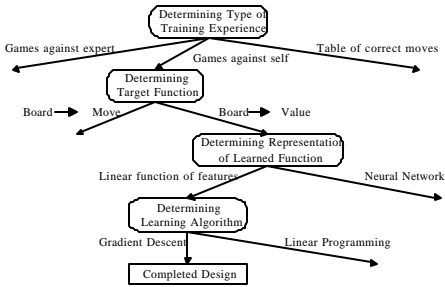 Determining Type of
Training Experience
Games against expert
Games against self
Table of correct moves
Determining
Target Function
Board Move
Board Value
Determining Representation
of Learned Function
Linear function of features
Neural Network
Determining
Learning Algorithm
Gradient Descent
Linear Programming
Completed Design